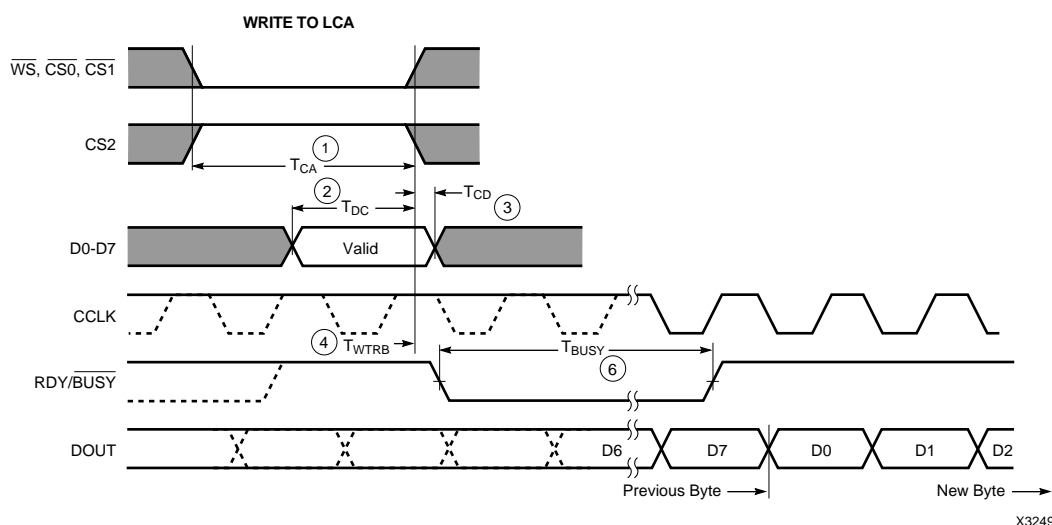 WRITE TO LCA
WS, CS0, CS1
CS2
1
TCA
2
TDC
TCD
3
D0-D7
Valid
CCLK
4
TWTRB
TBUSY
6
RDY/BUSY
DOUT
D6
D7
D0
D1
D2
Previous Byte
New Byte
X3249